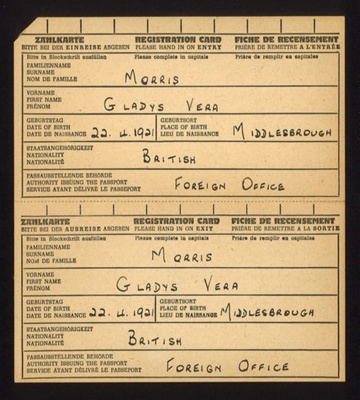 ZÄHLKARTE REGISTRATION CARD FICHE DE RECENSEMENT
BITTE BEI DER EINREISE ABGEBEN PLEASE HAND IN ON ENTRY PRIÈRE DE REMETTRE A L'ENTRÉE
Bitte in Blockschrift ausfüllen Please complete in capitals Prière de remplir en capitales
FAMILIENNAME
SURNAME
NOM DE FAMILLE MORRIS
VORNAME
FIRST NAME
PRÉNOM GLADYS VERA
GEBURTSTAG GEBURTSORT
DATE OF BIRTH PLACE OF BIRTH
DATE DE NAISSANCE 22.4.1921 LIEU DE NAISSANCE MIDDLESBROUGH
STAATSANGEHÖRIGKEIT
NATIONALITY
NATIONALITÉ BRITISH
PASSAUSSTELLENDE BEHÖRDE
AUTHORITY ISSUING THE PASSPORT
SERVICE AYANT DÉLIVRÉ LE PASSEPORT FOREIGN OFFICE
ZÄHLKARTE REGISTRATION CARD FICHE DE RECENSEMENT
BITTE BEI DER AUSREISE ABGEBEN PLEASE HAND IN ON EXIT PRIÈRE DE REMETTRE A LA SORTIE
Bitte in Blockschrift ausfüllen Please complete in capitals Prière de remplir en capitales
FAMILIENNAME
SURNAME
NOM DE FAMILLE MORRIS
VORNAME
FIRST NAME
PRÉNOM GLADYS VERA
GEBURTSTAG GEBURTSORT
DATE OF BIRTH PLACE OF BIRTH
DATE DE NAISSANCE 22.4.1921 LIEU DE NAISSANCE MIDDLESBROUGH
STAATSANGEHÖRIGKEIT
NATIONALITY
NATIONALITÉ BRITISH
PASSAUSSTELLENDE BEHÖRDE
AUTHORITY ISSUING THE PASSPORT
SERVICE AYANT DÉLIVRÉ LE PASSEPORT FOREIGN OFFICE